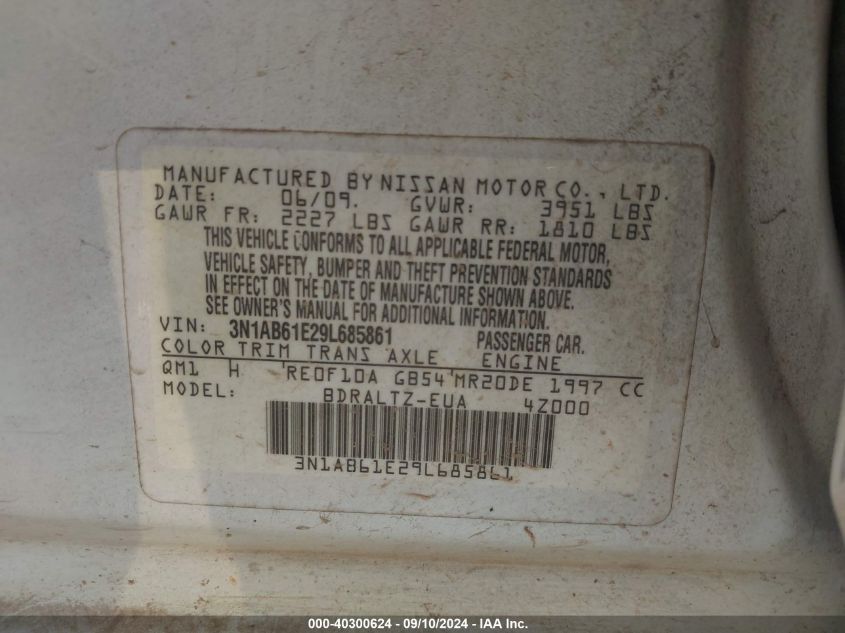 MANUFACTURED BY NISSAN MOTOR CO., LTD.
DATE: 06/09. GVWR: 3951 LBS
GAWR FR: 2227 LBS GAWR RR: 1810 LBS
THIS VEHICLE CONFORMS TO ALL APPLICABLE FEDERAL MOTOR,
VEHICLE SAFETY, BUMPER AND THEFT PREVENTION STANDARDS
IN EFFECT ON THE DATE OF MANUFACTURE SHOWN ABOVE.
SEE OWNER'S MANUAL FOR ADDITIONAL INFORMATION.
VIN: 3N1AB61E29L685861 PASSENGER CAR.
COLOR TRIM TRANS AXLE ENGINE
QM1 H RE0F10A GB54 MR20DE 1997 CC
MODEL: BDRALTZ-EUA 4Z000
3N1AB61E29L685861
000-40300624 - 09/10/2024 - IAA Inc.